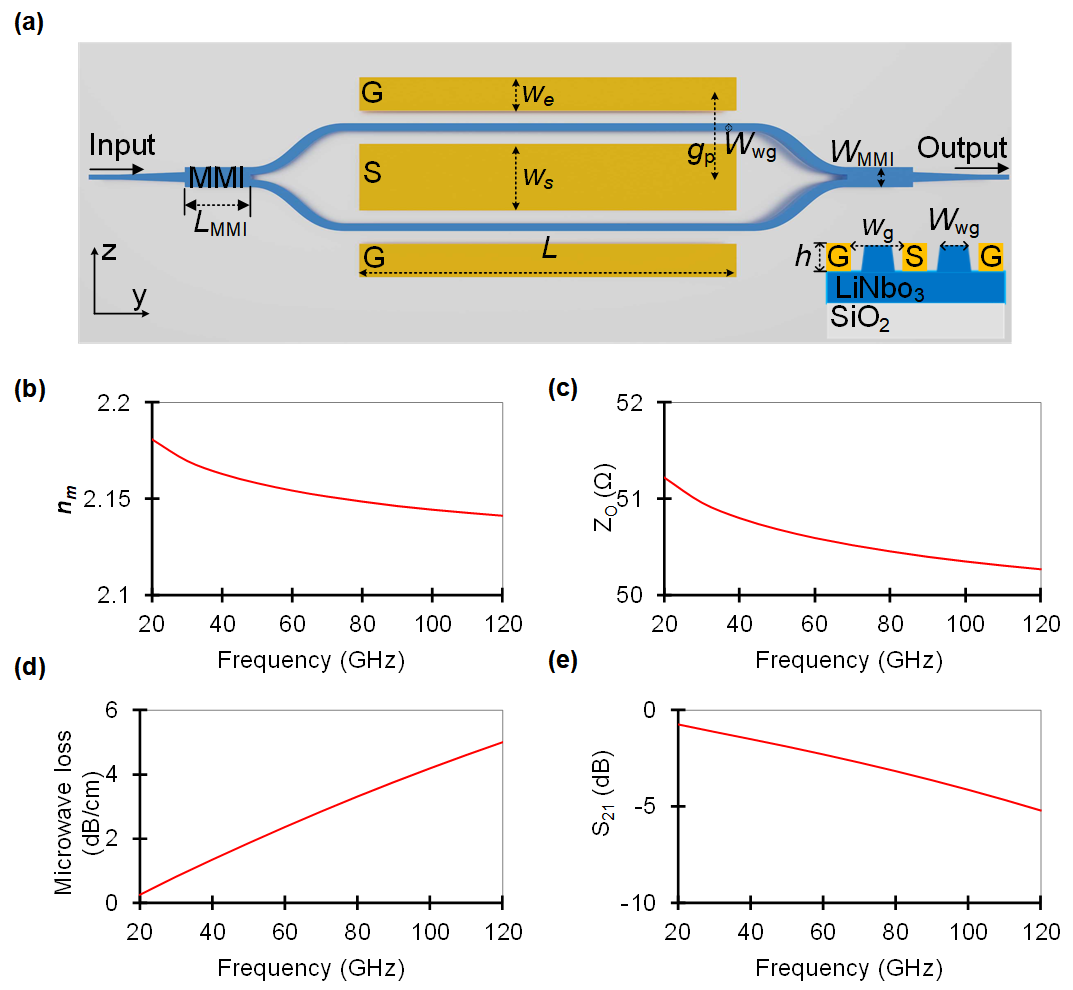 (a)
G
We
Input
Wwg
gp
MMI
S
Ws
WMMI
Output
LMMI
G
L
z
y
wg
Wwg
h
G
S
G
LiNbo3
SiO2
(b)
2.2
2.15
2.1
nm
20 40 60 80 100 120
Frequency (GHz)
(c)
52
51
50
ZO (Ω)
20 40 60 80 100 120
Frequency (GHz)
(d)
6
4
2
0
Microwave loss
(dB/cm)
20 40 60 80 100 120
Frequency (GHz)
(e)
0
-5
-10
S21 (dB)
20 40 60 80 100 120
Frequency (GHz)